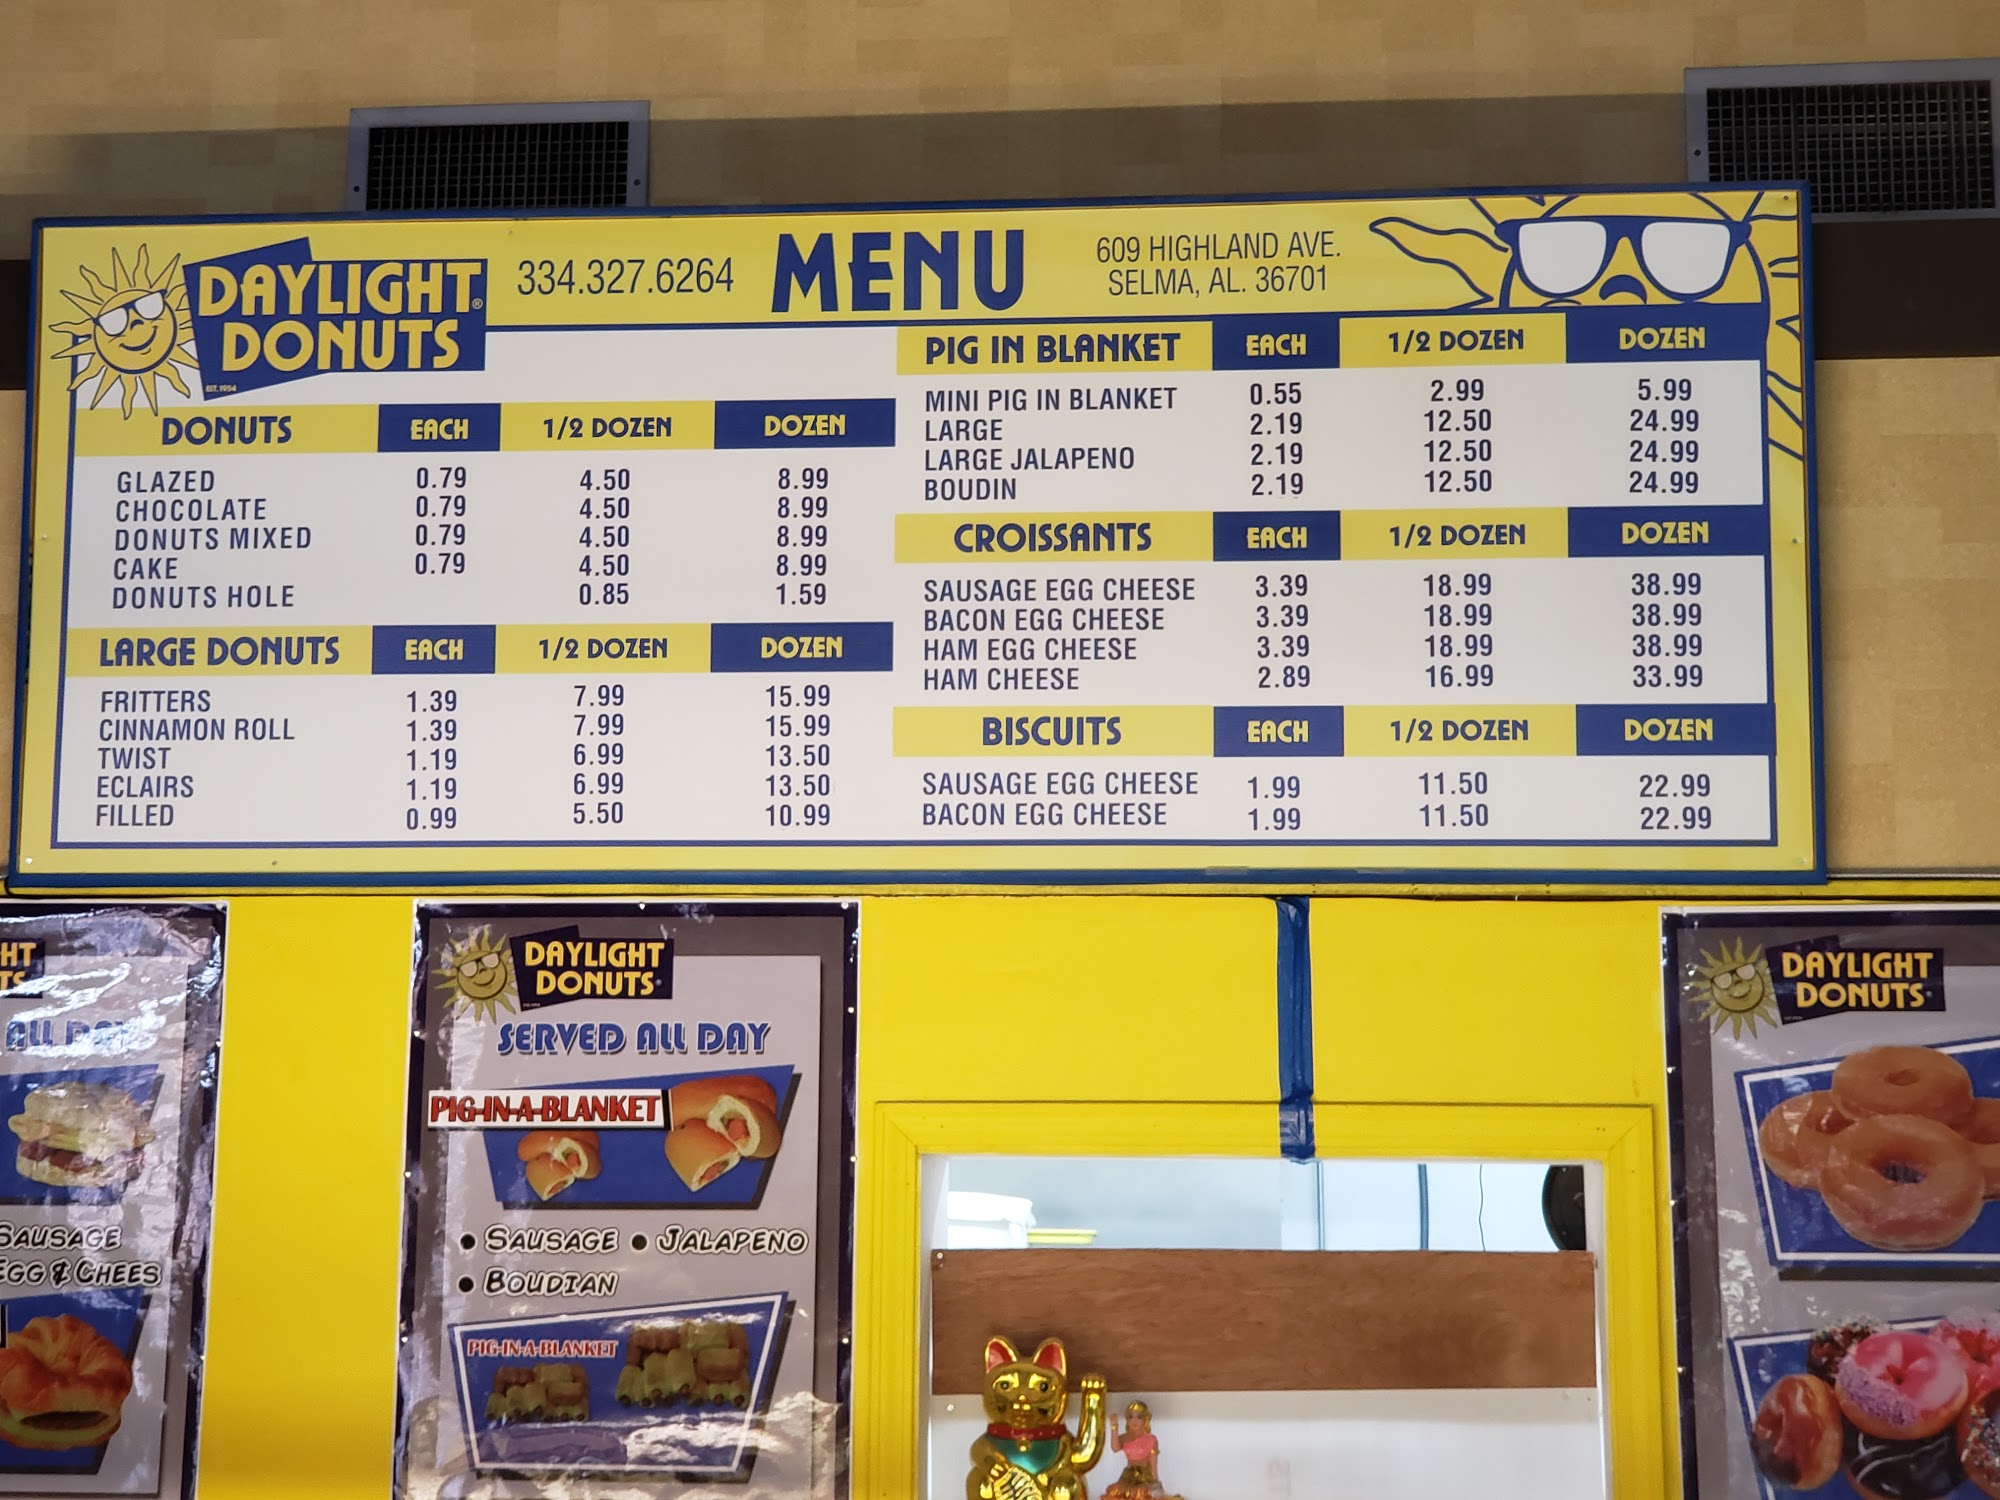 DAYLIGHT
DONUTS®
EST. 1954
334.327.6264
MENU
609 HIGHLAND AVE.
SELMA, AL. 36701
DONUTS EACH 1/2 DOZEN DOZEN
GLAZED 0.79 4.50 8.99
CHOCOLATE 0.79 4.50 8.99
DONUTS MIXED 0.79 4.50 8.99
CAKE 0.79 4.50 8.99
DONUTS HOLE 0.85 1.59
LARGE DONUTS EACH 1/2 DOZEN DOZEN
FRITTERS 1.39 7.99 15.99
CINNAMON ROLL 1.39 7.99 15.99
TWIST 1.19 6.99 13.50
ECLAIRS 1.19 6.99 13.50
FILLED 0.99 5.50 10.99
PIG IN BLANKET EACH 1/2 DOZEN DOZEN
MINI PIG IN BLANKET 0.55 2.99 5.99
LARGE 2.19 12.50 24.99
LARGE JALAPENO 2.19 12.50 24.99
BOUDIN 2.19 12.50 24.99
CROISSANTS EACH 1/2 DOZEN DOZEN
SAUSAGE EGG CHEESE 3.39 18.99 38.99
BACON EGG CHEESE 3.39 18.99 38.99
HAM EGG CHEESE 3.39 18.99 38.99
HAM CHEESE 2.89 16.99 33.99
BISCUITS EACH 1/2 DOZEN DOZEN
SAUSAGE EGG CHEESE 1.99 11.50 22.99
BACON EGG CHEESE 1.99 11.50 22.99
HT
TS
ALL DAY
SAUSAGE
EGG & CHEES
DAYLIGHT
DONUTS
SERVED ALL DAY
PIG-IN-A-BLANKET
• SAUSAGE • JALAPENO
• BOUDIAN
PIG-IN-A-BLANKET
DAYLIGHT
DONUTS